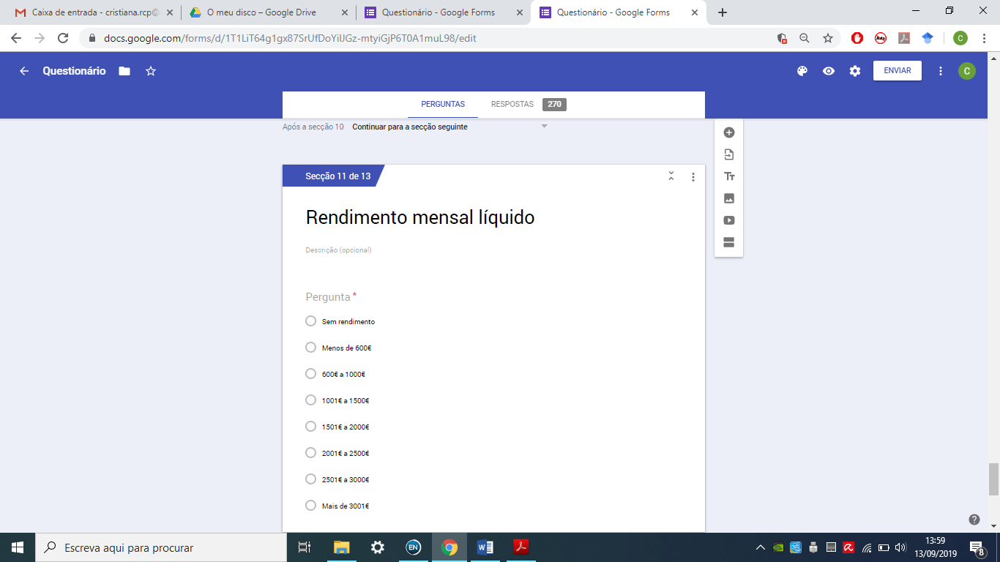 Caixa de entrada - cristiana.rcp@
O meu disco – Google Drive
Questionário - Google Forms
Questionário - Google Forms
docs.google.com/forms/d/1T1LiT64g1gx87SrUfDoYiIJGz-mtyiGjP6T0A1muL98/edit
C
Questionário
ENVIAR
C
PERGUNTAS
RESPOSTAS
270
Após a secção 10 Continuar para a secção seguinte
Secção 11 de 13
Rendimento mensal líquido
Descrição (opcional)
Pergunta *
Sem rendimento
Menos de 600€
600€ a 1000€
1001€ a 1500€
1501€ a 2000€
2001€ a 2500€
2501€ a 3000€
Mais de 3001€
Escreva aqui para procurar
EN
13:59
13/09/2019
8